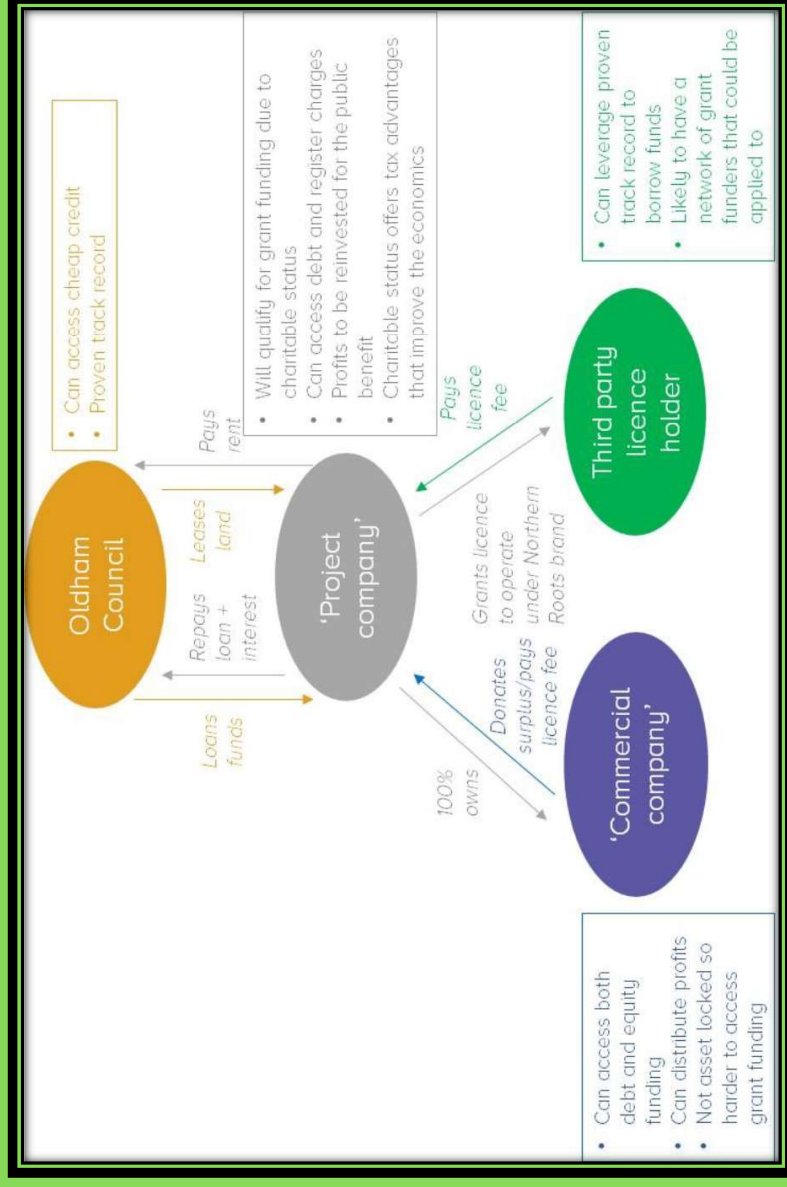 Oldham
Council
• Can access cheap credit
• Proven track record
Loans
funds
Repays
loan +
interest
Leases
land
Pays
rent
'Project
company'
• Will qualify for grant funding due to
charitable status
• Can access debt and register charges
• Profits to be reinvested for the public
benefit
• Charitable status offers tax advantages
that improve the economics
100%
owns
Donates
surplus/pays
licence fee
Grants licence
to operate
under Northern
Roots brand
Pays
licence
fee
• Can access both
debt and equity
funding
• Can distribute profits
• Not asset locked so
harder to access
grant funding
'Commercial
company'
Third party
licence
holder
• Can leverage proven
track record to
borrow funds
• Likely to have a
network of grant
funders that could be
applied to